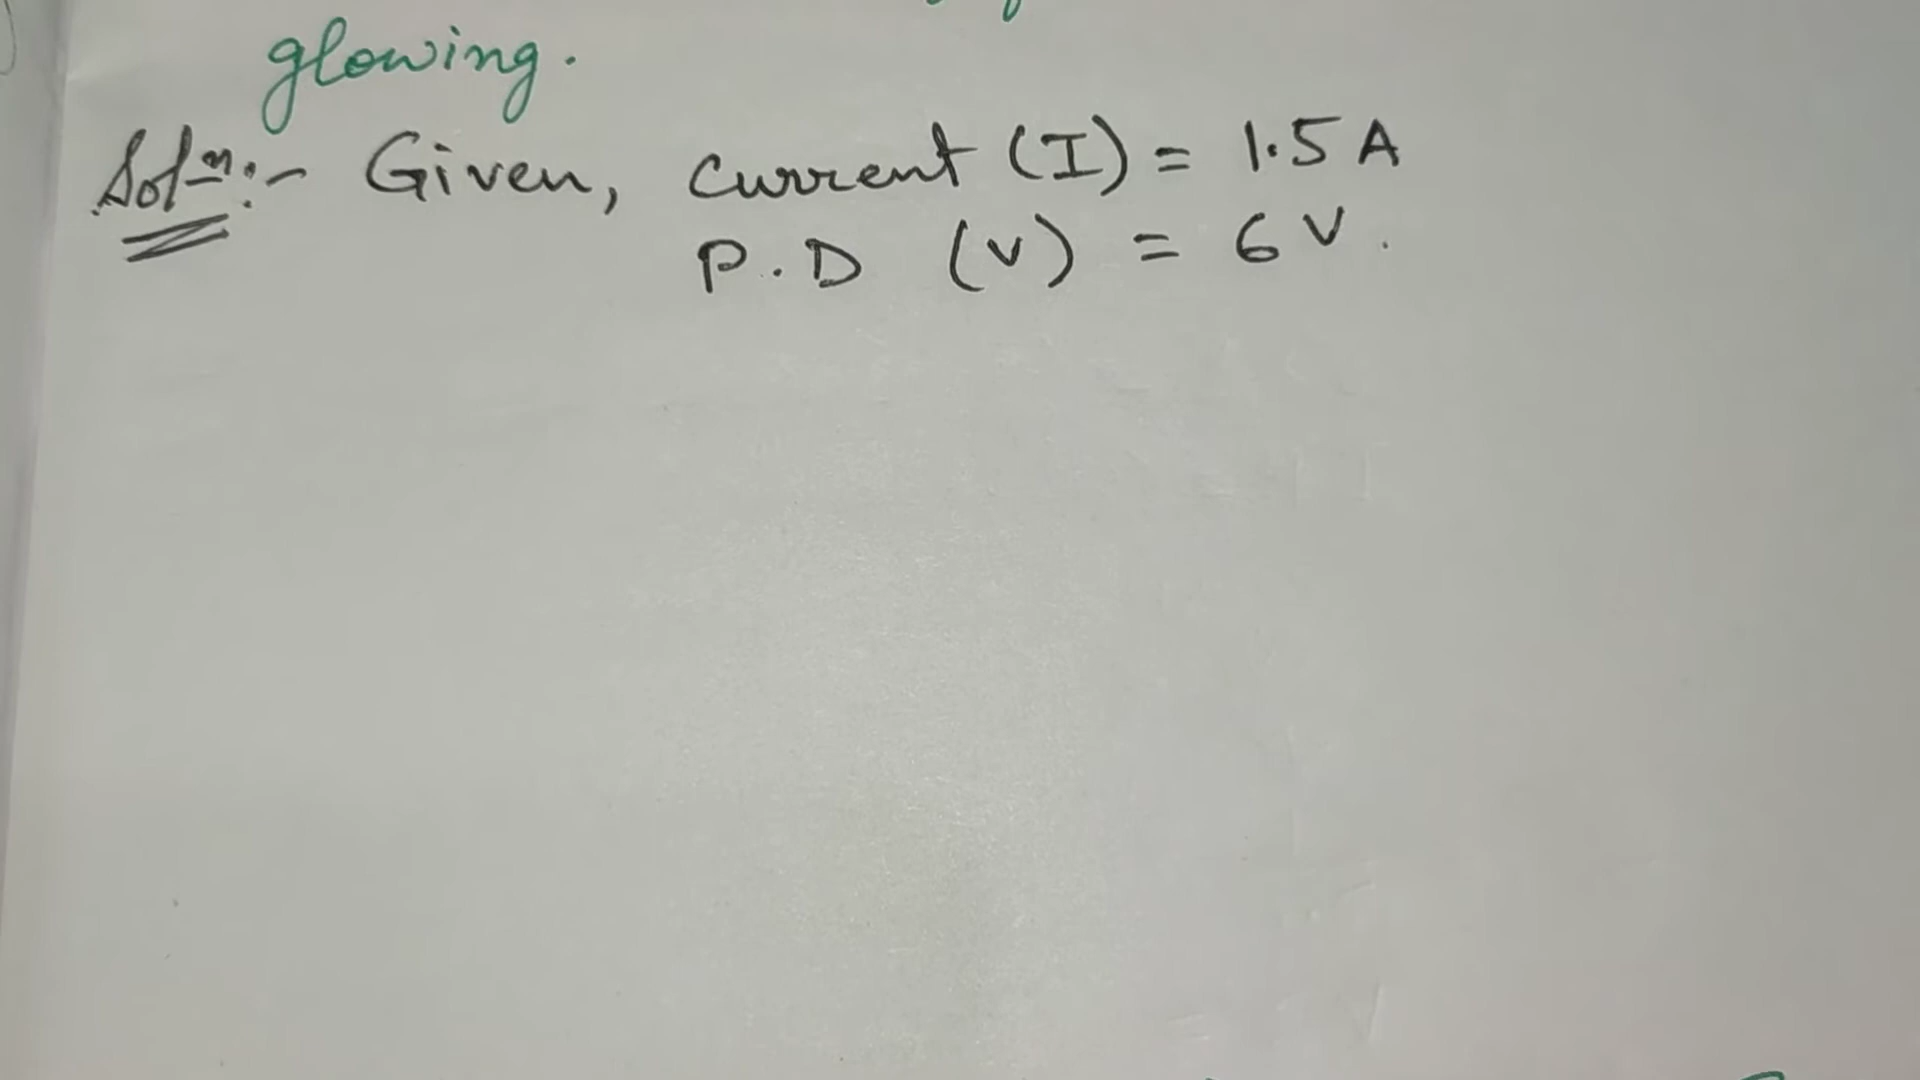 glowing.
Solⁿ:- Given, current (I) = 1.5 A
P.D (V) = 6 V.